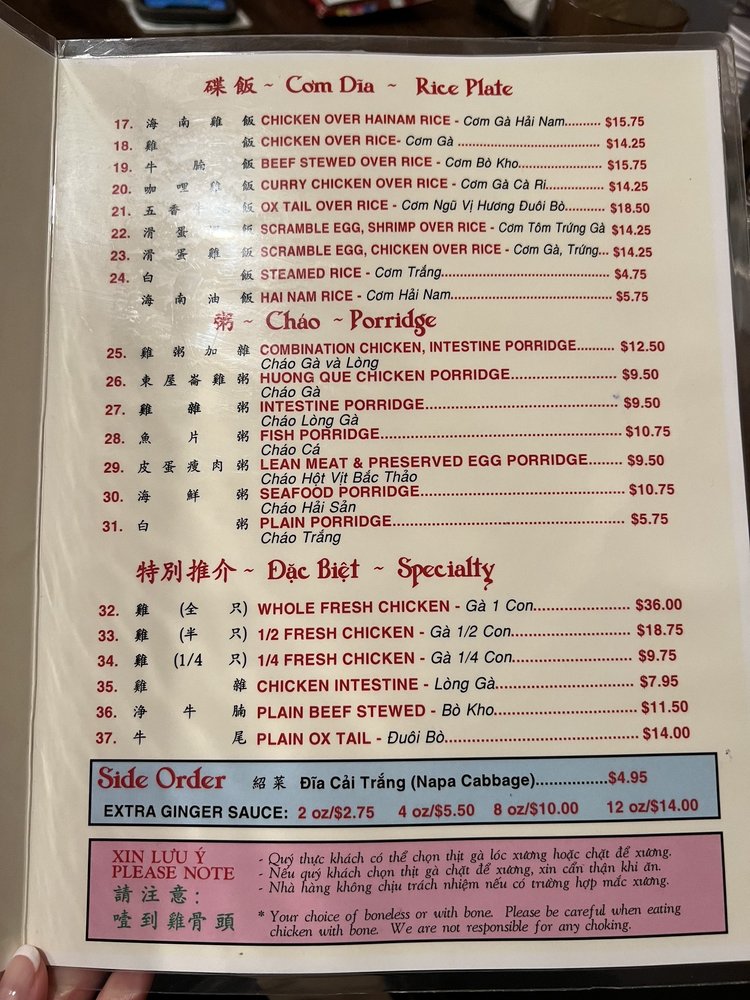 碟飯 ~ Cơm Dĩa ~ Rice Plate
17. 海南雞飯 CHICKEN OVER HAINAM RICE - Cơm Gà Hải Nam.......... $15.75
18. 雞飯 CHICKEN OVER RICE- Cơm Gà ................................ $14.25
19. 牛腩飯 BEEF STEWED OVER RICE - Cơm Bò Kho.................... $15.75
20. 咖哩雞飯 CURRY CHICKEN OVER RICE - Cơm Gà Cà Ri............. $14.25
21. 五香牛飯 OX TAIL OVER RICE - Cơm Ngũ Vị Hương Đuôi Bò.......... $18.50
22. 滑蛋飯 SCRAMBLE EGG, SHRIMP OVER RICE - Cơm Tôm Trứng Gà $14.25
23. 滑蛋雞飯 SCRAMBLE EGG, CHICKEN OVER RICE - Cơm Gà, Trứng... $14.25
24. 白飯 STEAMED RICE - Cơm Trắng...................................... $4.75
海南油飯 HAI NAM RICE - Cơm Hải Nam.................................... $5.75
粥 ~ Cháo ~ Porridge
25. 雞粥加雜 COMBINATION CHICKEN, INTESTINE PORRIDGE.......... $12.50
Cháo Gà và Lòng
26. 東屋崙雞粥 HUONG QUE CHICKEN PORRIDGE....................... $9.50
Cháo Gà
27. 雞雜粥 INTESTINE PORRIDGE.......................................... $9.50
Cháo Lòng Gà
28. 魚片粥 FISH PORRIDGE.................................................... $10.75
Cháo Cá
29. 皮蛋瘦肉粥 LEAN MEAT & PRESERVED EGG PORRIDGE........ $9.50
Cháo Hột Vịt Bắc Thảo
30. 海鮮粥 SEAFOOD PORRIDGE............................................ $10.75
Cháo Hải Sản
31. 白粥 PLAIN PORRIDGE.................................................. $5.75
Cháo Trắng
特別推介 ~ Đặc Biệt ~ Specialty
32. 雞 (全只) WHOLE FRESH CHICKEN - Gà 1 Con.................... $36.00
33. 雞 (半只) 1/2 FRESH CHICKEN - Gà 1/2 Con......................... $18.75
34. 雞 (1/4只) 1/4 FRESH CHICKEN - Gà 1/4 Con......................... $9.75
35. 雞雜 CHICKEN INTESTINE - Lòng Gà............................. $7.95
36. 淨牛腩 PLAIN BEEF STEWED - Bò Kho............................. $11.50
37. 牛尾 PLAIN OX TAIL - Đuôi Bò........................................ $14.00
Side Order 紹菜 Đĩa Cải Trắng (Napa Cabbage)................$4.95
EXTRA GINGER SAUCE: 2 oz/$2.75 4 oz/$5.50 8 oz/$10.00 12 oz/$14.00
XIN LƯU Ý
PLEASE NOTE
請注意:
噎到雞骨頭
- Quý thực khách có thể chọn thịt gà lóc xương hoặc chặt để xương.
- Nếu quý khách chọn thịt gà chặt để xương, xin cẩn thận khi ăn.
- Nhà hàng không chịu trách nhiệm nếu có trường hợp mắc xương.
* Your choice of boneless or with bone. Please be careful when eating
chicken with bone. We are not responsible for any choking.